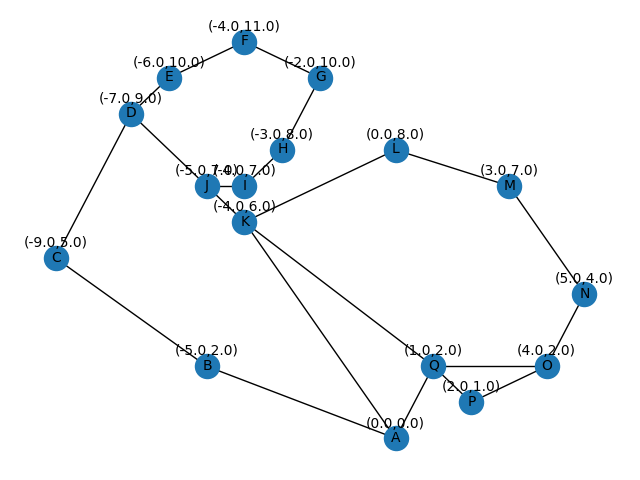 (-4.0,11.0)
F
(-6.0,10.0)
E
(-2.0,10.0)
G
(-7.0,9.0)
D
(-3.0,8.0)
H
(0.0,8.0)
L
(-5.0,7.0)
J
(-4.0,7.0)
I
(3.0,7.0)
M
(-4.0,6.0)
K
(-9.0,5.0)
C
(5.0,4.0)
N
(-5.0,2.0)
B
(1.0,2.0)
Q
(4.0,2.0)
O
(2.0,1.0)
P
(0.0,0.0)
A